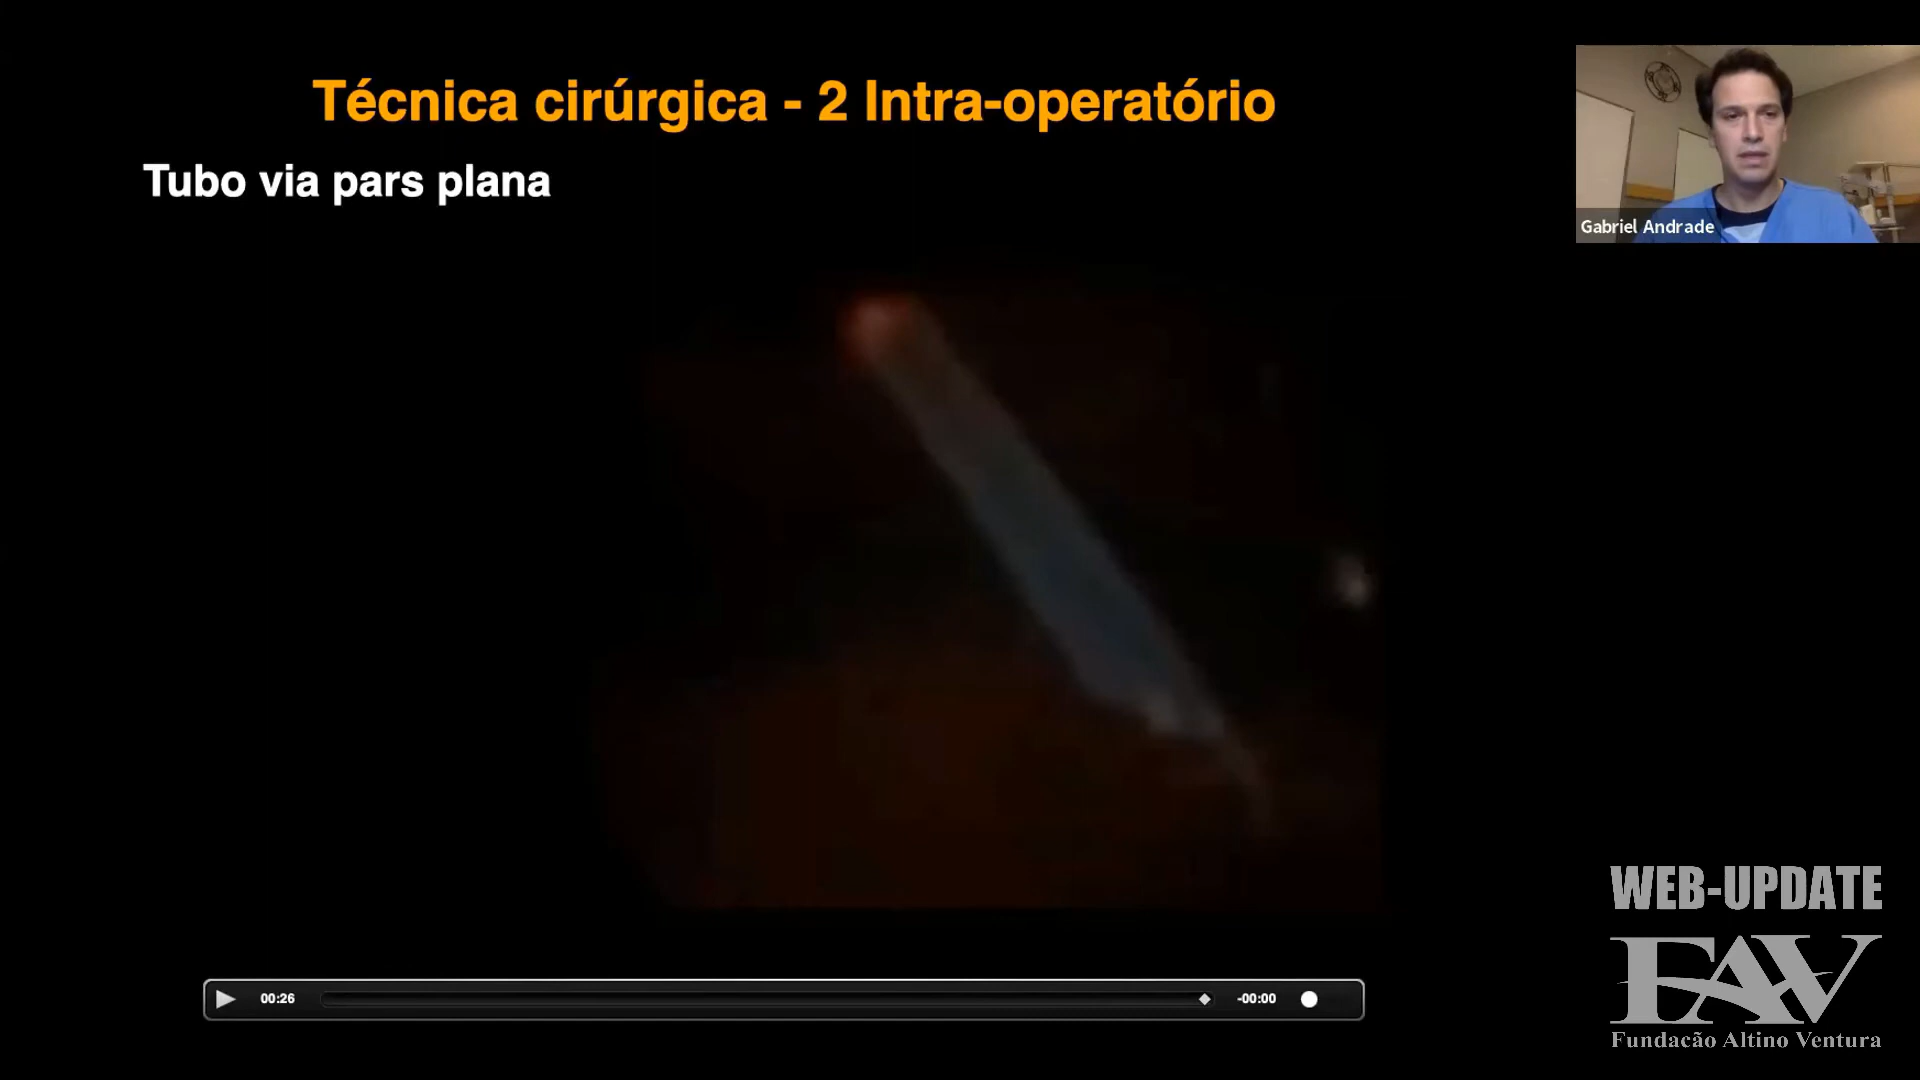 Técnica cirúrgica - 2 Intra-operatório
Tubo via pars plana
Gabriel Andrade
00:26
-00:00
WEB-UPDATE
FAV
Fundacão Altino Ventura